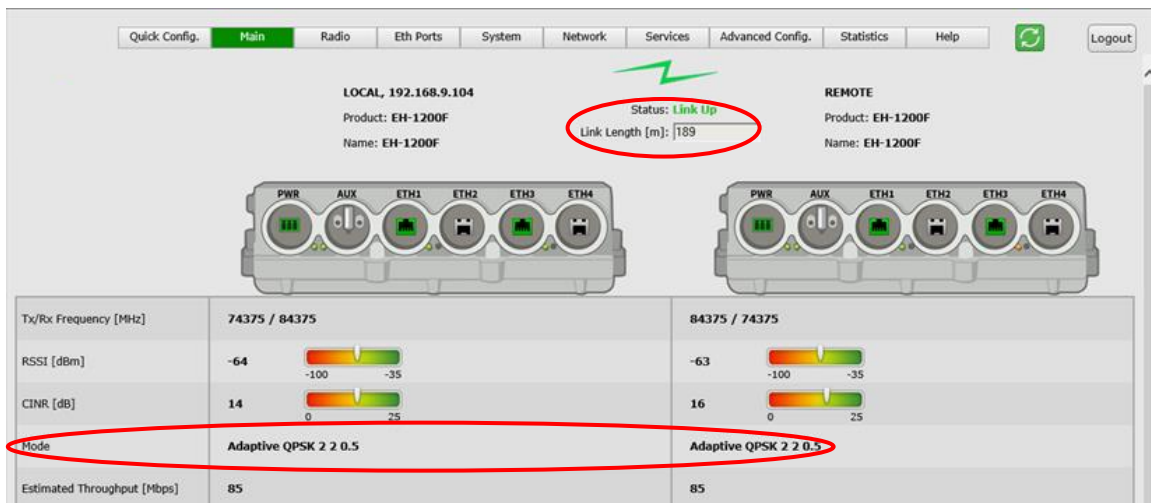 Quick Config. Main Radio Eth Ports System Network Services Advanced Config. Statistics Help Logout
LOCAL, 192.168.9.104
Product: EH-1200F
Name: EH-1200F
Status: Link Up
Link Length [m]: 189
REMOTE
Product: EH-1200F
Name: EH-1200F
PWR AUX ETH1 ETH2 ETH3 ETH4
PWR AUX ETH1 ETH2 ETH3 ETH4
Tx/Rx Frequency [MHz] 74375 / 84375 84375 / 74375
RSSI [dBm] -64 -63
-100 -35 -100 -35
CINR [dB] 14 16
0 25 0 25
Mode Adaptive QPSK 2 2 0.5 Adaptive QPSK 2 2 0.5
Estimated Throughput [Mbps] 85 85